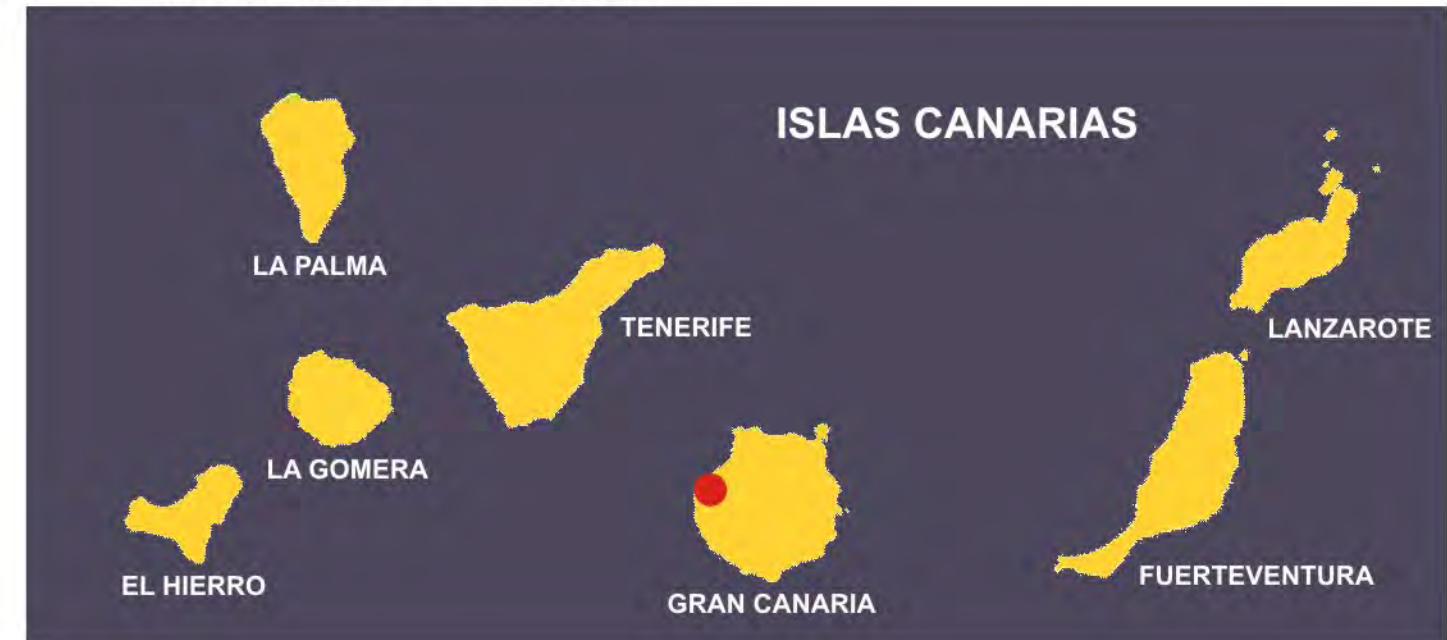 ISLAS CANARIAS
LA PALMA
TENERIFE
LANZAROTE
LA GOMERA
EL HIERRO
GRAN CANARIA
FUERTEVENTURA